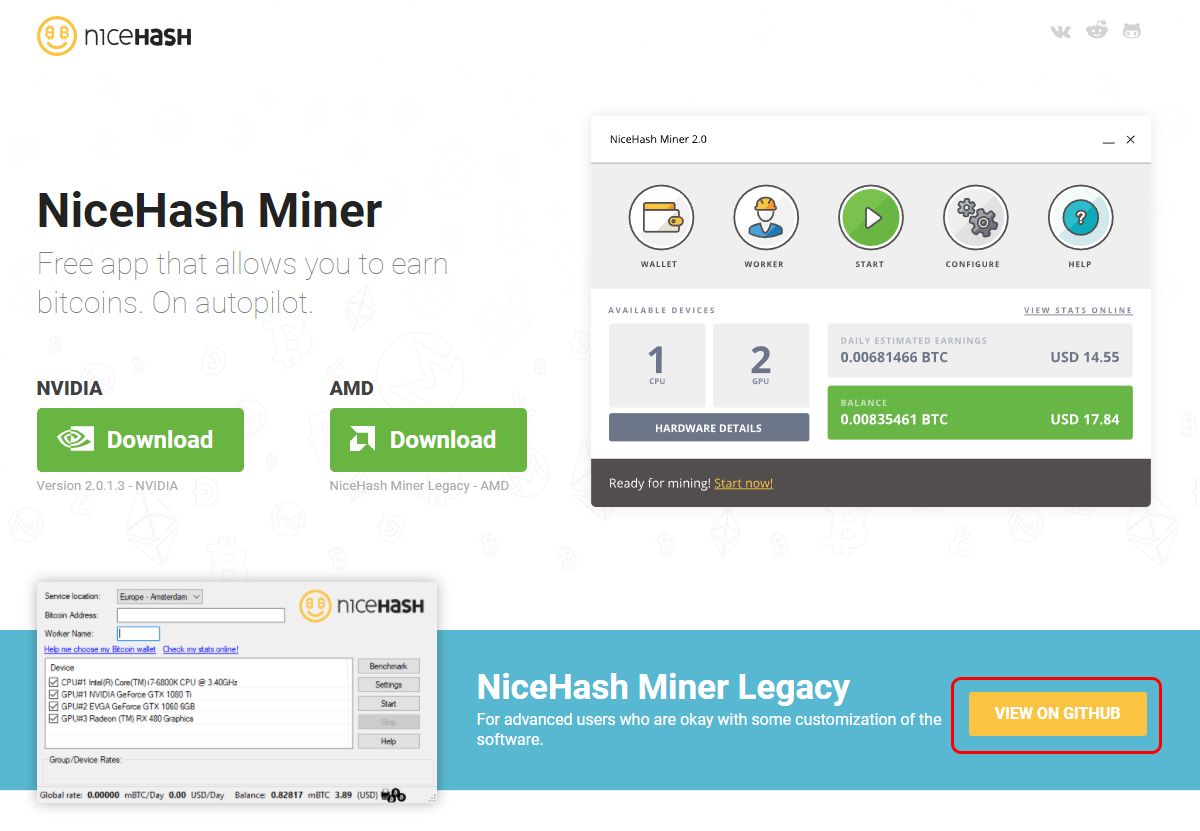 nıceHASH
NiceHash Miner
Free app that allows you to earn
bitcoins. On autopilot.
NVIDIA
Download
Version 2.0.1.3 - NVIDIA
AMD
Download
NiceHash Miner Legacy - AMD
NiceHash Miner 2.0
WALLET
WORKER
START
CONFIGURE
HELP
AVAILABLE DEVICES
VIEW STATS ONLINE
1
CPU
2
GPU
HARDWARE DETAILS
DAILY ESTIMATED EARNINGS
0.00681466 BTC USD 14.55
BALANCE
0.00835461 BTC USD 17.84
Ready for mining! Start now!
Service location: Europe - Amsterdam
Bitcoin Address:
Worker Name:
nıceHASH
Help me choose my Bitcoin wallet Check my stats online!
Device
CPU#1 Intel(R) Core(TM) i7-6800K CPU @ 3.40GHz
GPU#1 NVIDIA GeForce GTX 1080 Ti
GPU#2 EVGA GeForce GTX 1060 6GB
GPU#3 Radeon (TM) RX 480 Graphics
Benchmark
Settings
Start
Stop
Help
Group/Device Rates:
Global rate: 0.00000 mBTC/Day 0.00 USD/Day Balance: 0.82817 mBTC 3.89 (USD)
NiceHash Miner Legacy
For advanced users who are okay with some customization of the
software.
VIEW ON GITHUB